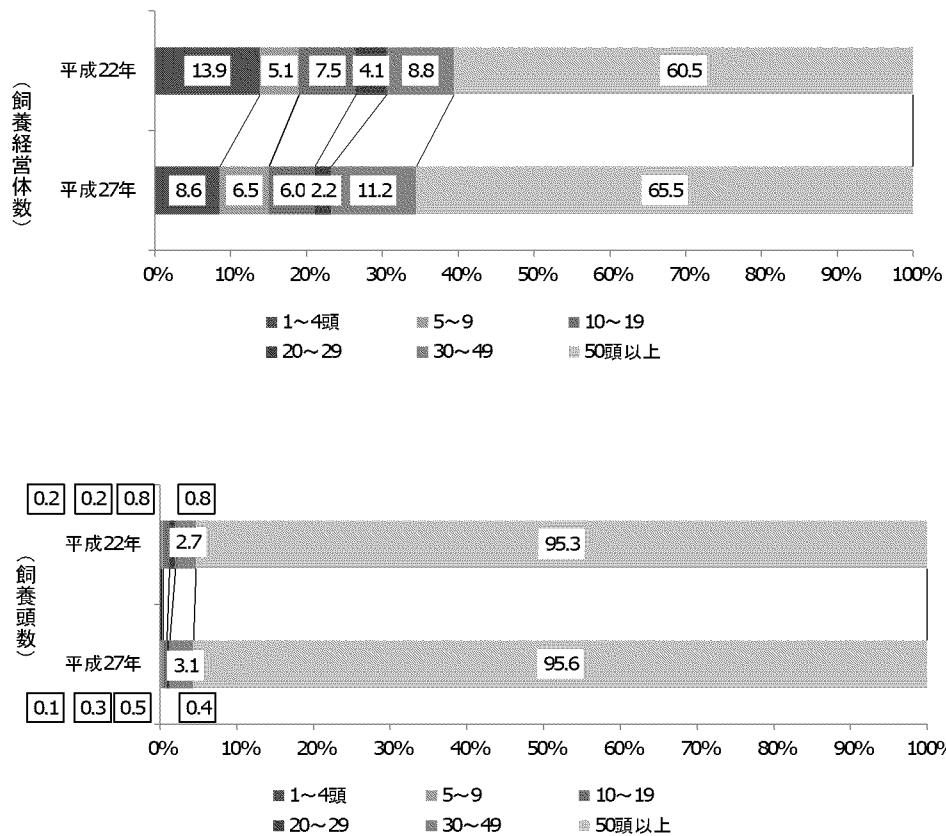 (飼養経営体数)
平成22年
13.9 5.1 7.5 4.1 8.8 60.5
平成27年
8.6 6.5 6.0 2.2 11.2 65.5
0% 10% 20% 30% 40% 50% 60% 70% 80% 90% 100%
1～4頭 5～9 10～19
20～29 30～49 50頭以上
(飼養頭数)
0.2 0.2 0.8 0.8
平成22年
2.7 95.3
平成27年
3.1 95.6
0.1 0.3 0.5 0.4
0% 10% 20% 30% 40% 50% 60% 70% 80% 90% 100%
1～4頭 5～9 10～19
20～29 30～49 50頭以上